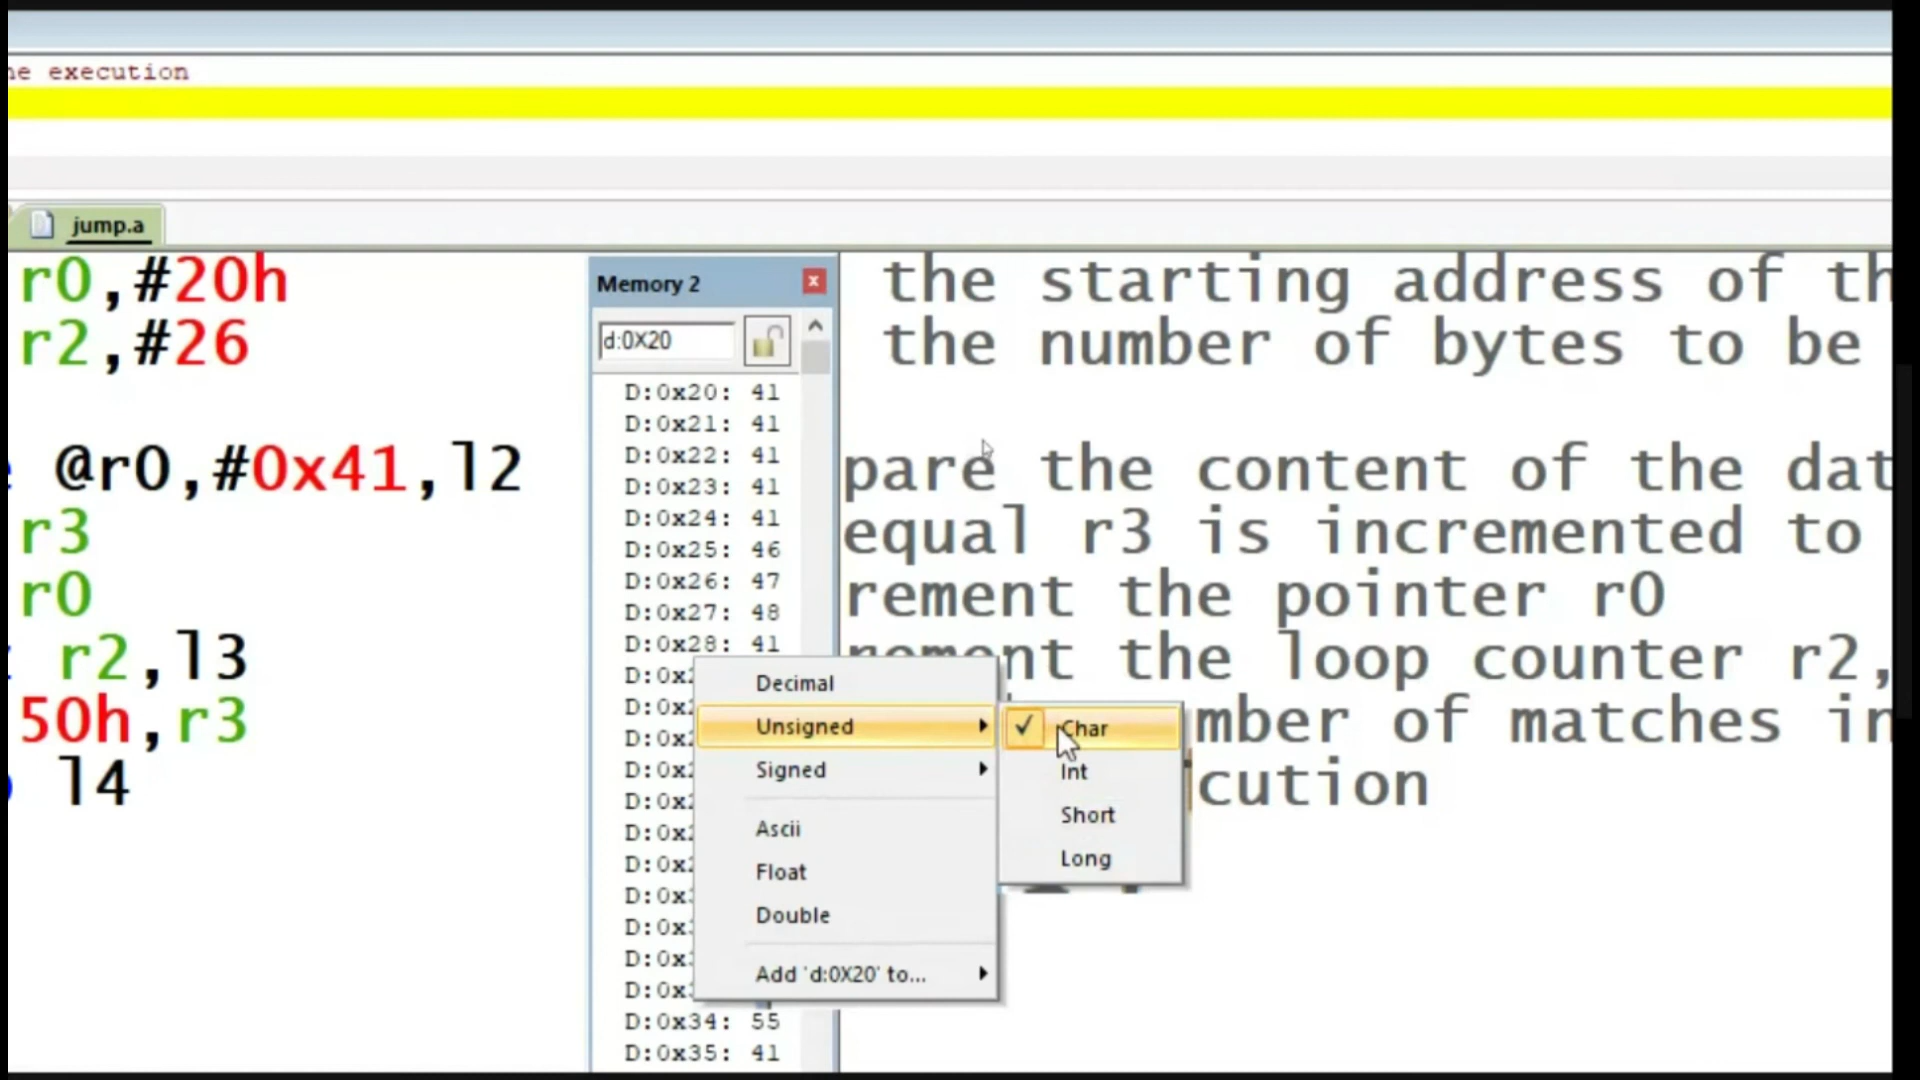 ne execution
jump.a
r0,#20h
r2,#26
@r0,#0x41,l2
r3
r0
r2,l3
50h,r3
l4
Memory 2
d:0X20
D:0x20: 41
D:0x21: 41
D:0x22: 41
D:0x23: 41
D:0x24: 41
D:0x25: 46
D:0x26: 47
D:0x27: 48
D:0x28: 41
D:0x34: 55
D:0x35: 41
the starting address of th
the number of bytes to be
pare the content of the dat
equal r3 is incremented to
rement the pointer r0
rement the loop counter r2,
mber of matches in
cution
Decimal
Unsigned
Signed
Ascii
Float
Double
Add 'd:0X20' to...
Char
Int
Short
Long